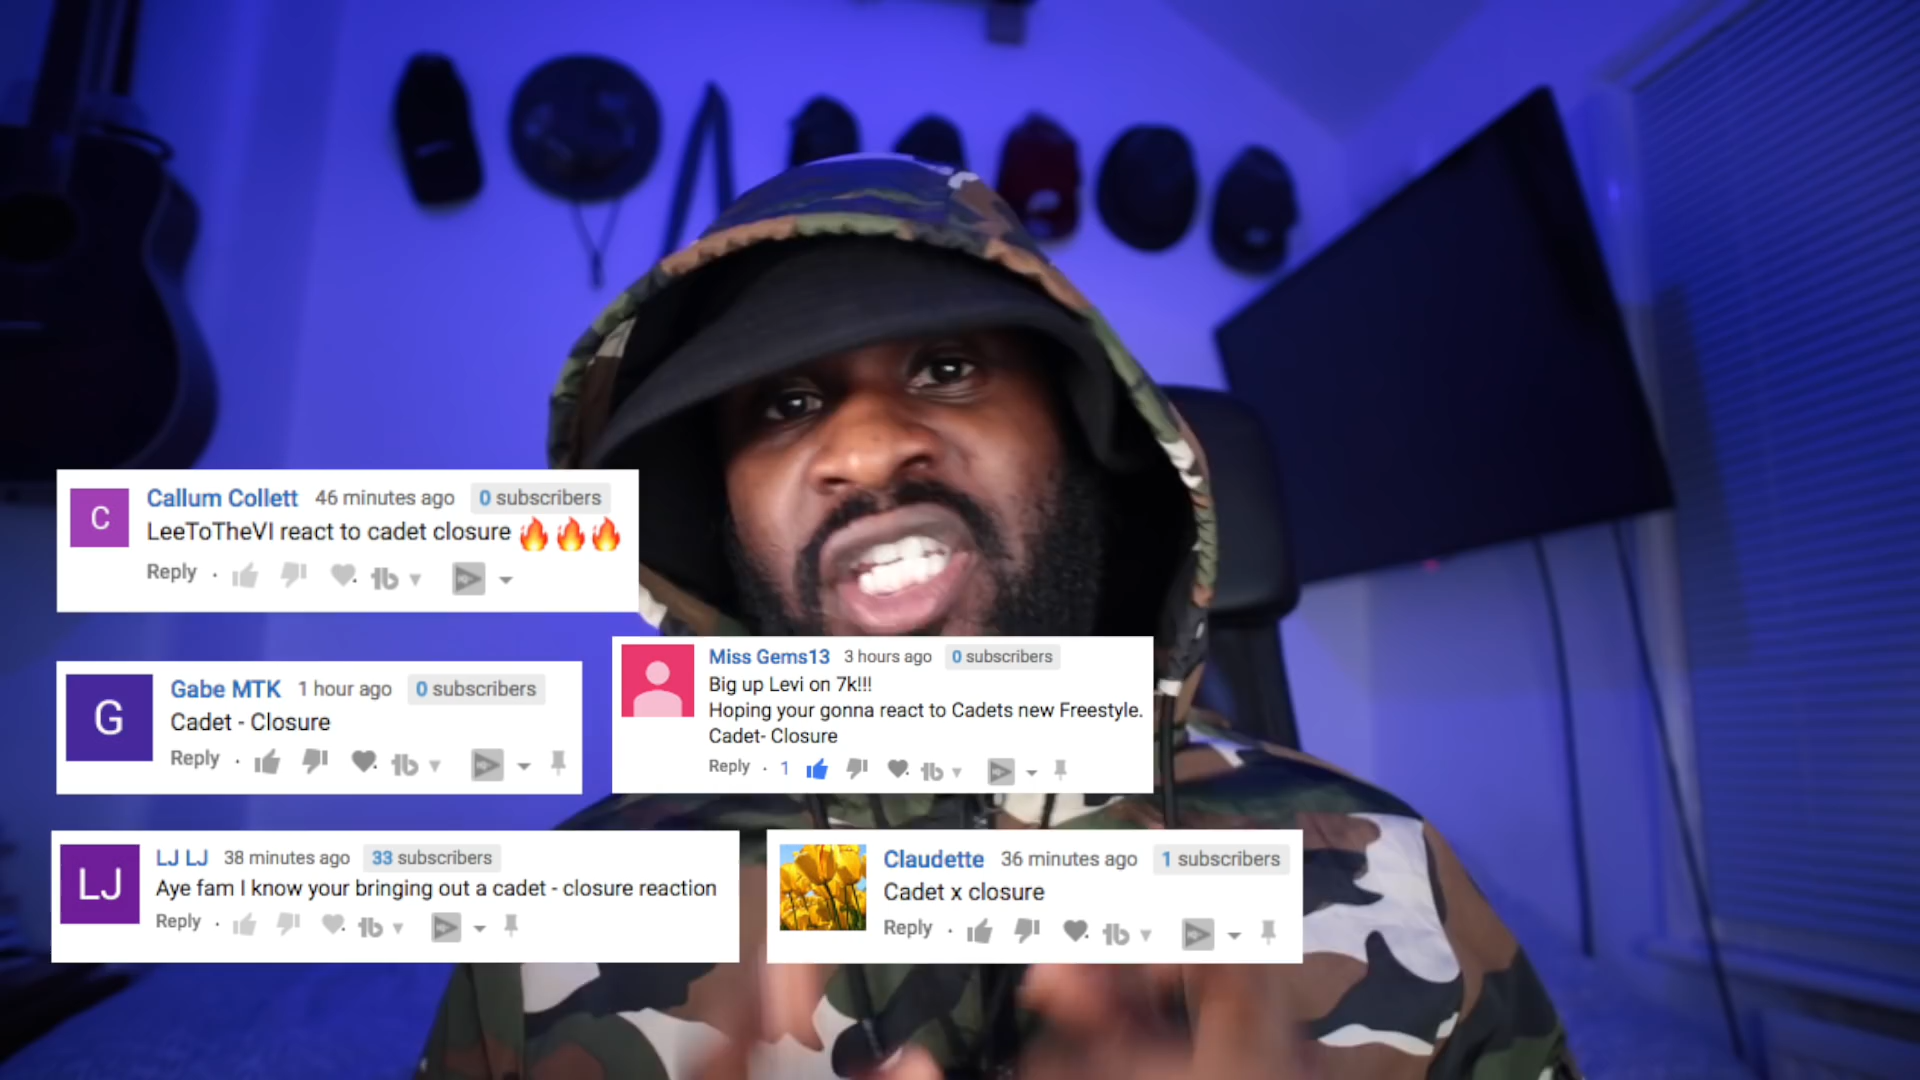 C
Callum Collett 46 minutes ago 0 subscribers
LeeToTheVI react to cadet closure 🔥🔥🔥
Reply
G
Gabe MTK 1 hour ago 0 subscribers
Cadet - Closure
Reply
Miss Gems13 3 hours ago 0 subscribers
Big up Levi on 7k!!!
Hoping your gonna react to Cadets new Freestyle.
Cadet- Closure
Reply · 1
LJ
LJ LJ 38 minutes ago 33 subscribers
Aye fam I know your bringing out a cadet - closure reaction
Reply
Claudette 36 minutes ago 1 subscribers
Cadet x closure
Reply